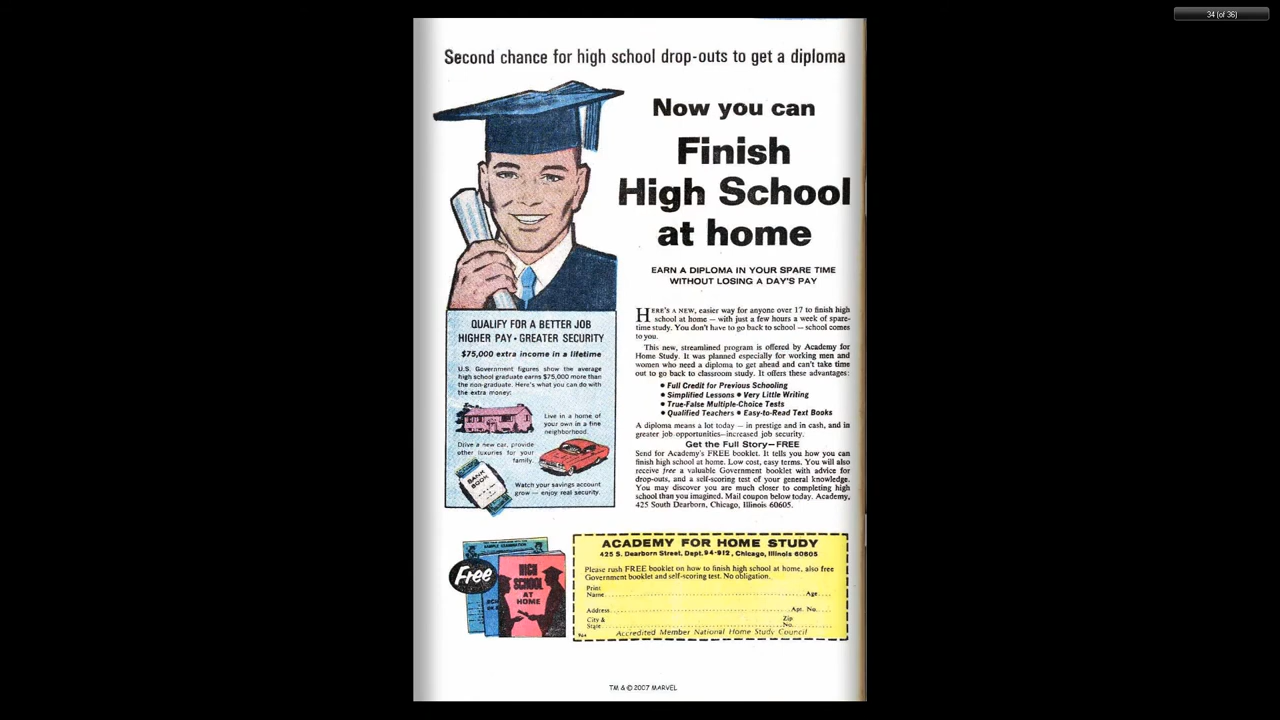 34 (of 36)
Second chance for high school drop-outs to get a diploma
Now you can
Finish
High School
at home
EARN A DIPLOMA IN YOUR SPARE TIME
WITHOUT LOSING A DAY'S PAY
QUALIFY FOR A BETTER JOB
HIGHER PAY • GREATER SECURITY
$75,000 extra income in a lifetime
U.S. Government figures show the average
high school graduate earns $75,000 more than
the non-graduate. Here's what you can do with
the extra money:
Live in a home of
your own in a fine
neighborhood.
Drive a new car, provide
other luxuries for your
family.
BANK
BOOK
Watch your savings account
grow — enjoy real security.
HERE'S A NEW, easier way for anyone over 17 to finish high
school at home — with just a few hours a week of spare-
time study. You don't have to go back to school — school comes
to you.
This new, streamlined program is offered by Academy for
Home Study. It was planned especially for working men and
women who need a diploma to get ahead and can't take time
out to go back to classroom study. It offers these advantages:
• Full Credit for Previous Schooling
• Simplified Lessons • Very Little Writing
• True-False Multiple-Choice Tests
• Qualified Teachers • Easy-to-Read Text Books
A diploma means a lot today — in prestige and in cash, and in
greater job opportunities—increased job security.
Get the Full Story—FREE
Send for Academy's FREE booklet. It tells you how you can
finish high school at home. Low cost, easy terms. You will also
receive free a valuable Government booklet with advice for
drop-outs, and a self-scoring test of your general knowledge.
You may discover you are much closer to completing high
school than you imagined. Mail coupon below today. Academy,
425 South Dearborn, Chicago, Illinois 60605.
Free
SAMPLE EXAMINATION
HIGH
SCHOOL
AT
HOME
ACADEMY FOR HOME STUDY
425 S. Dearborn Street, Dept. 94-912, Chicago, Illinois 60605
Please rush FREE booklet on how to finish high school at home, also free
Government booklet and self-scoring test. No obligation.
Print
Name Age
Address Apt. No.
City & Zip
State No.
Accredited Member National Home Study Council
TM & © 2007 MARVEL